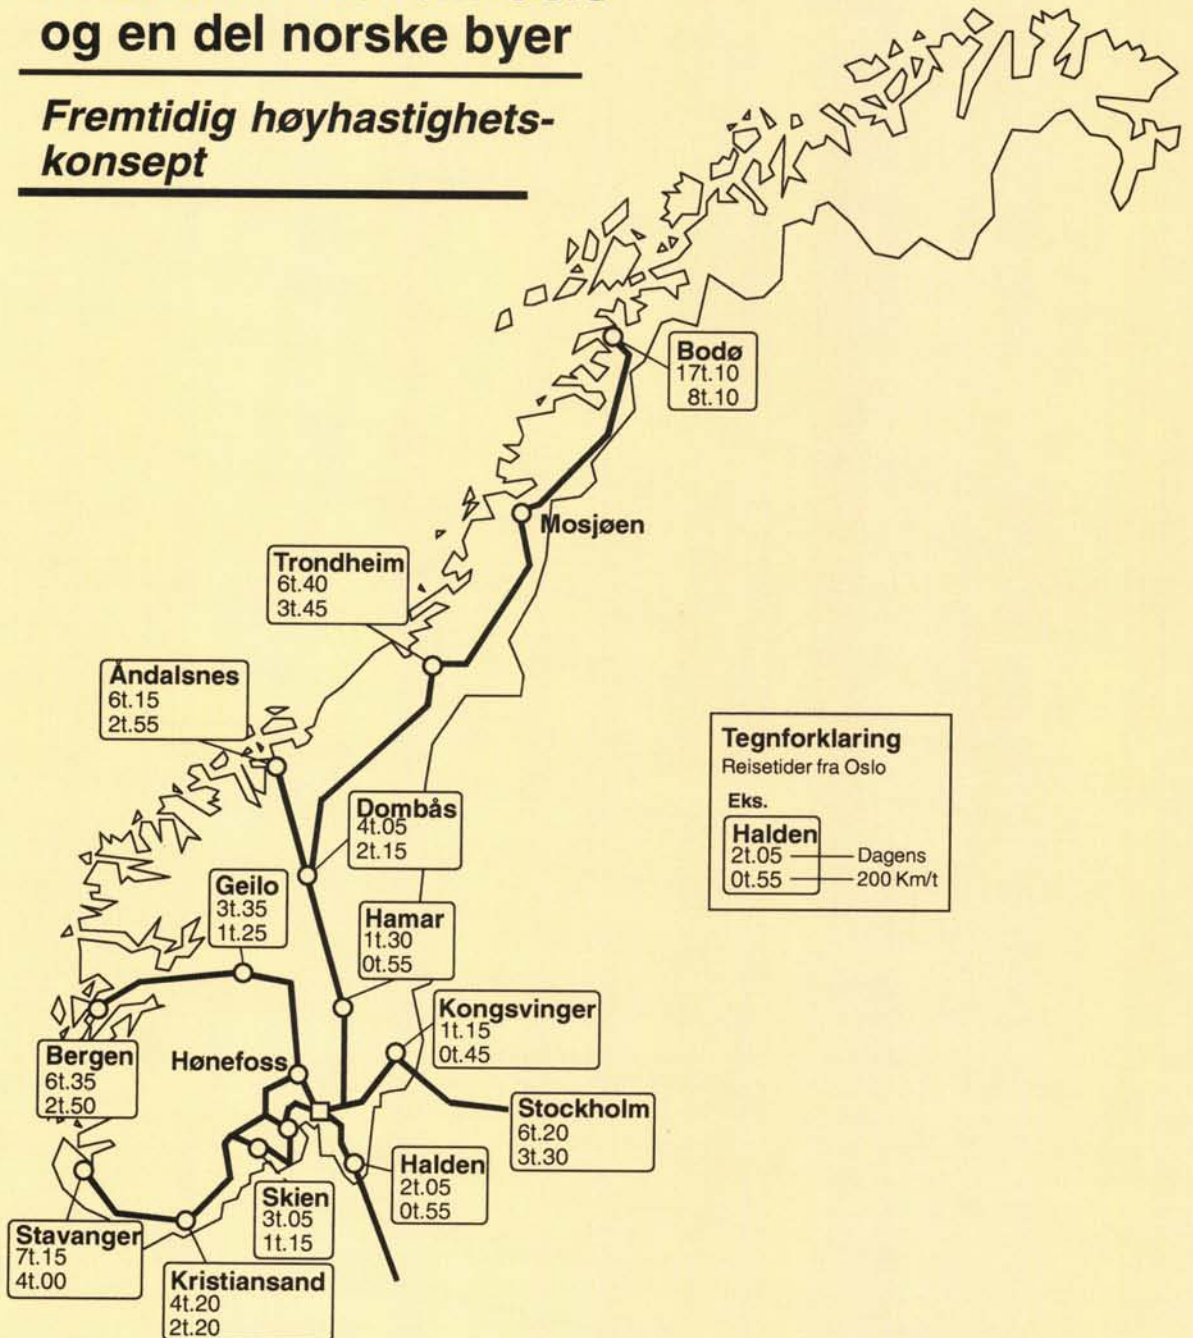 og en del norske byer
Fremtidig høyhastighets-
konsept
Bodø
17t.10
8t.10
Mosjøen
Trondheim
6t.40
3t.45
Åndalsnes
6t.15
2t.55
Dombås
4t.05
2t.15
Geilo
3t.35
1t.25
Hamar
1t.30
0t.55
Kongsvinger
1t.15
0t.45
Bergen
6t.35
2t.50
Hønefoss
Stockholm
6t.20
3t.30
Halden
2t.05
0t.55
Skien
3t.05
1t.15
Stavanger
7t.15
4t.00
Kristiansand
4t.20
2t.20
Tegnforklaring
Reisetider fra Oslo
Eks.
Halden
2t.05 Dagens
0t.55 200 Km/t